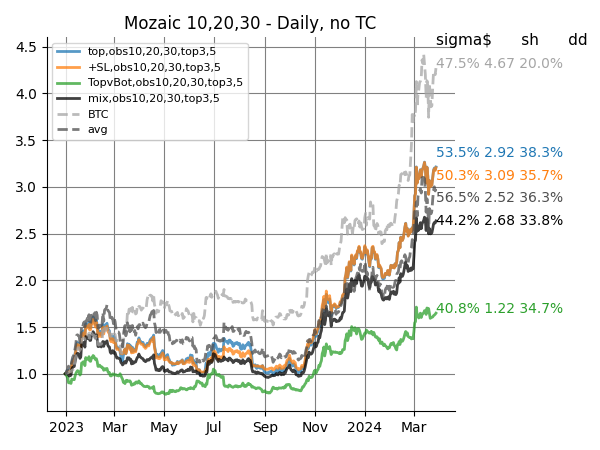 Mozaic 10,20,30 - Daily, no TC
sigma$ sh dd
top,obs10,20,30,top3,5
+SL,obs10,20,30,top3,5
TopvBot,obs10,20,30,top3,5
mix,obs10,20,30,top3,5
BTC
avg
47.5% 4.67 20.0%
53.5% 2.92 38.3%
50.3% 3.09 35.7%
56.5% 2.52 36.3%
44.2% 2.68 33.8%
40.8% 1.22 34.7%
4.5
4.0
3.5
3.0
2.5
2.0
1.5
1.0
2023 Mar May Jul Sep Nov 2024 Mar